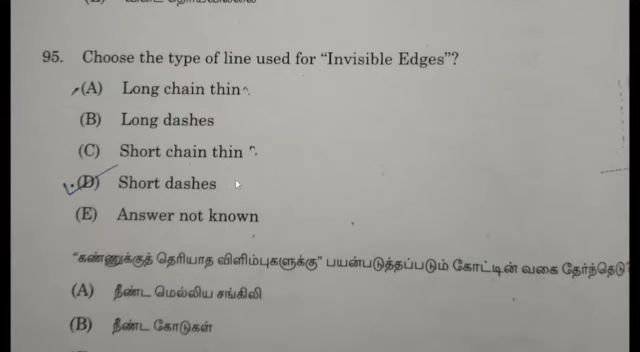 95. Choose the type of line used for "Invisible Edges"?
(A) Long chain thin
(B) Long dashes
(C) Short chain thin
(D) Short dashes
(E) Answer not known
"கண்ணுக்குத் தெரியாத விளிம்புகளுக்கு" பயன்படுத்தப்படும் கோட்டின் வகை தேர்ந்தெடு?
(A) நீண்ட மெல்லிய சங்கிலி
(B) நீண்ட கோடுகள்